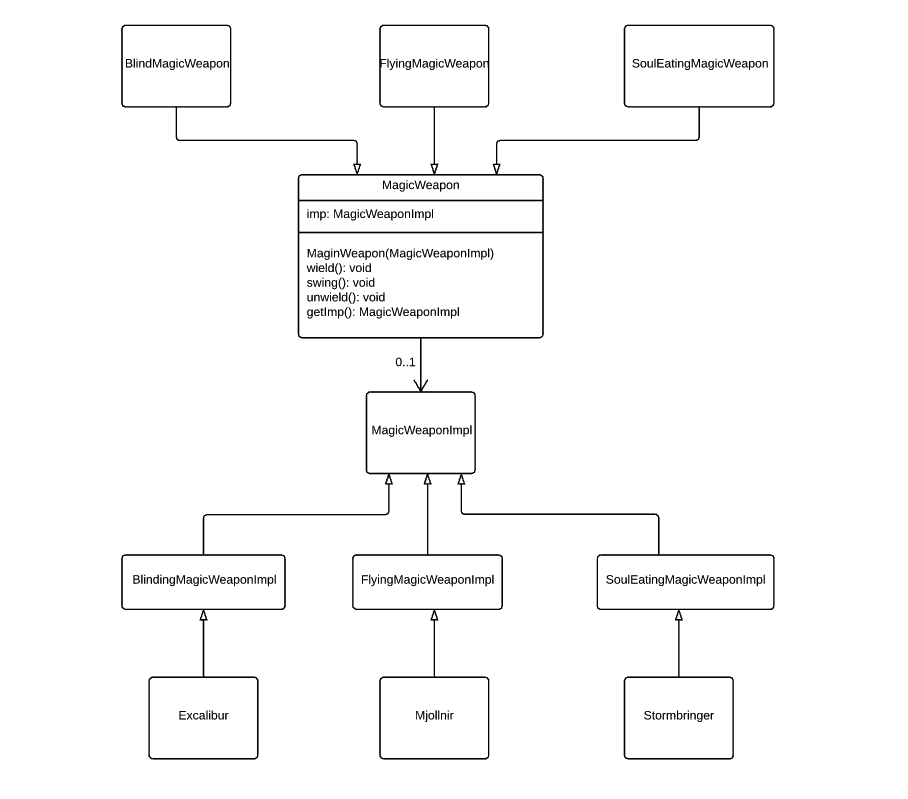 BlindMagicWeapon
FlyingMagicWeapon
SoulEatingMagicWeapon
MagicWeapon
imp: MagicWeaponImpl
MaginWeapon(MagicWeaponImpl)
wield(): void
swing(): void
unwield(): void
getImp(): MagicWeaponImpl
0..1
MagicWeaponImpl
BlindingMagicWeaponImpl
FlyingMagicWeaponImpl
SoulEatingMagicWeaponImpl
Excalibur
Mjollnir
Stormbringer